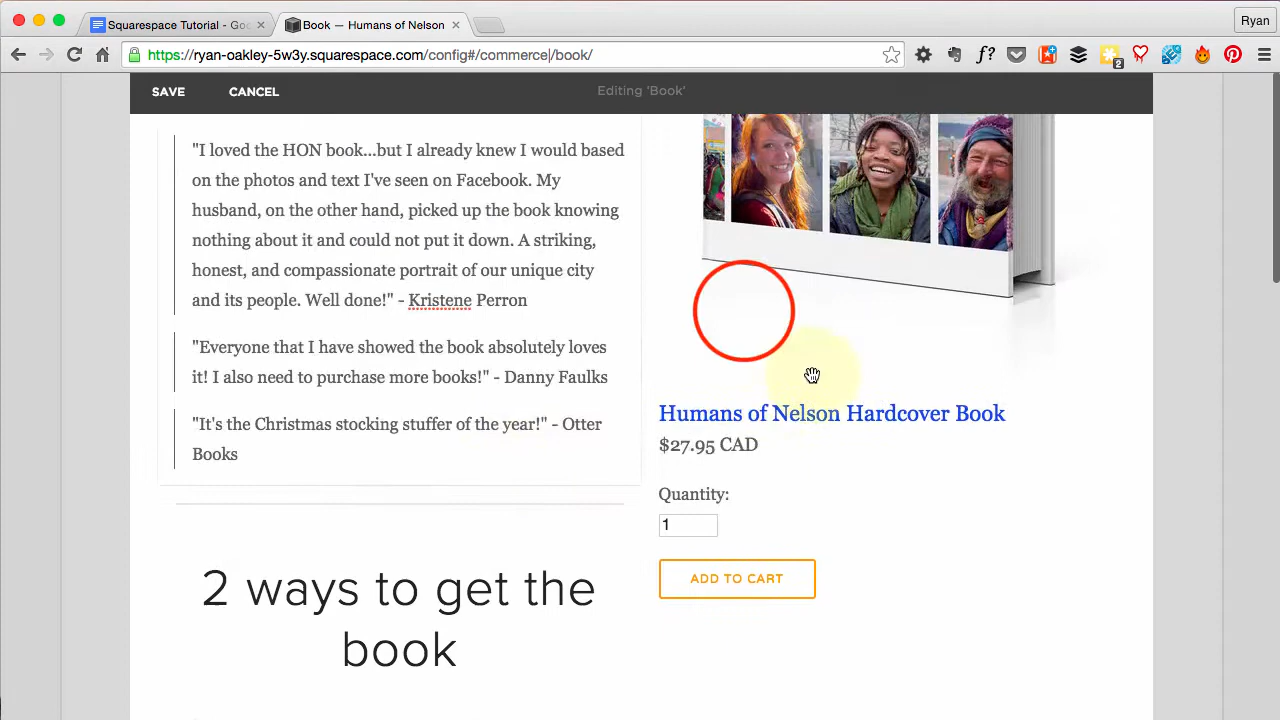 Squarespace Tutorial - Goo
Book — Humans of Nelson
Ryan
https://ryan-oakley-5w3y.squarespace.com/config#/commerce|/book/
f?
2
SAVE
CANCEL
Editing 'Book'
"I loved the HON book...but I already knew I would based
on the photos and text I've seen on Facebook. My
husband, on the other hand, picked up the book knowing
nothing about it and could not put it down. A striking,
honest, and compassionate portrait of our unique city
and its people. Well done!" - Kristene Perron
"Everyone that I have showed the book absolutely loves
it! I also need to purchase more books!" - Danny Faulks
"It's the Christmas stocking stuffer of the year!" - Otter
Books
2 ways to get the
book
Humans of Nelson Hardcover Book
$27.95 CAD
Quantity:
1
ADD TO CART